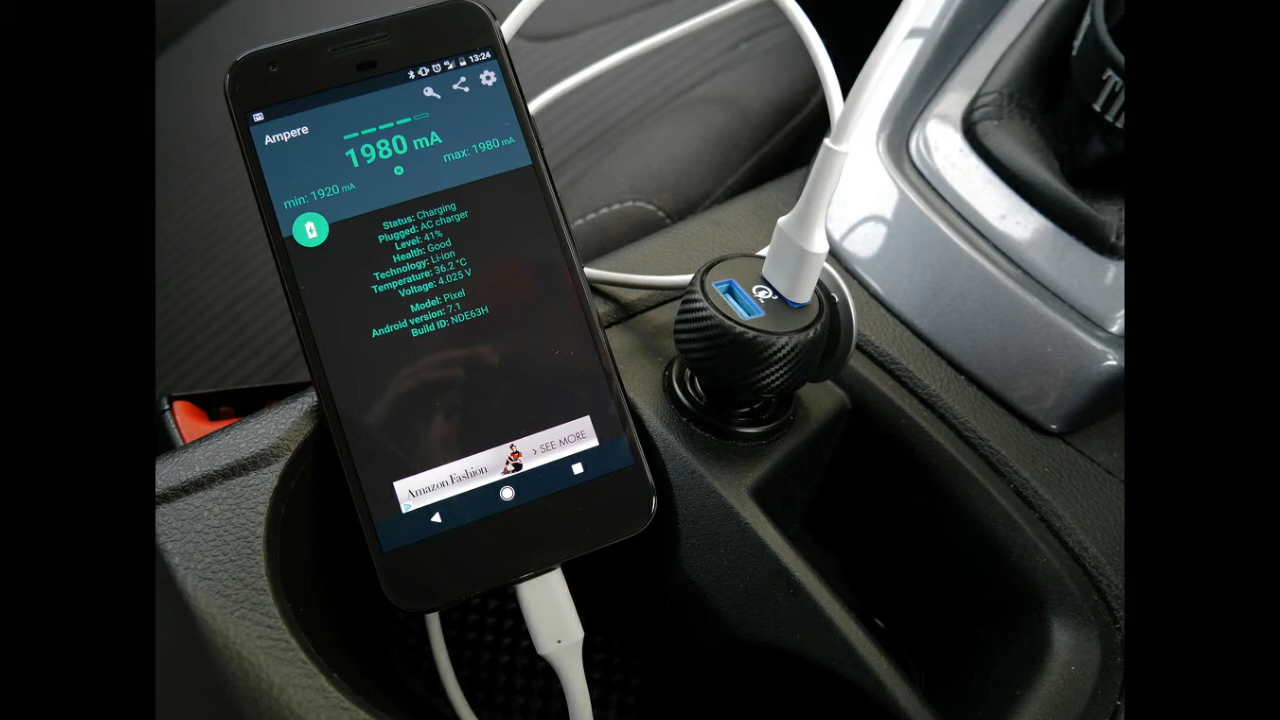 13:24
Ampere
1980 mA
min: 1920 mA
max: 1980 mA
Status: Charging
Plugged: AC charger
Level: 41%
Health: Good
Technology: Li-ion
Temperature: 36.2 °C
Voltage: 4.025 V
Model: Pixel
Android version: 7.1
Build ID: NDE63H
Amazon Fashion
› SEE MORE